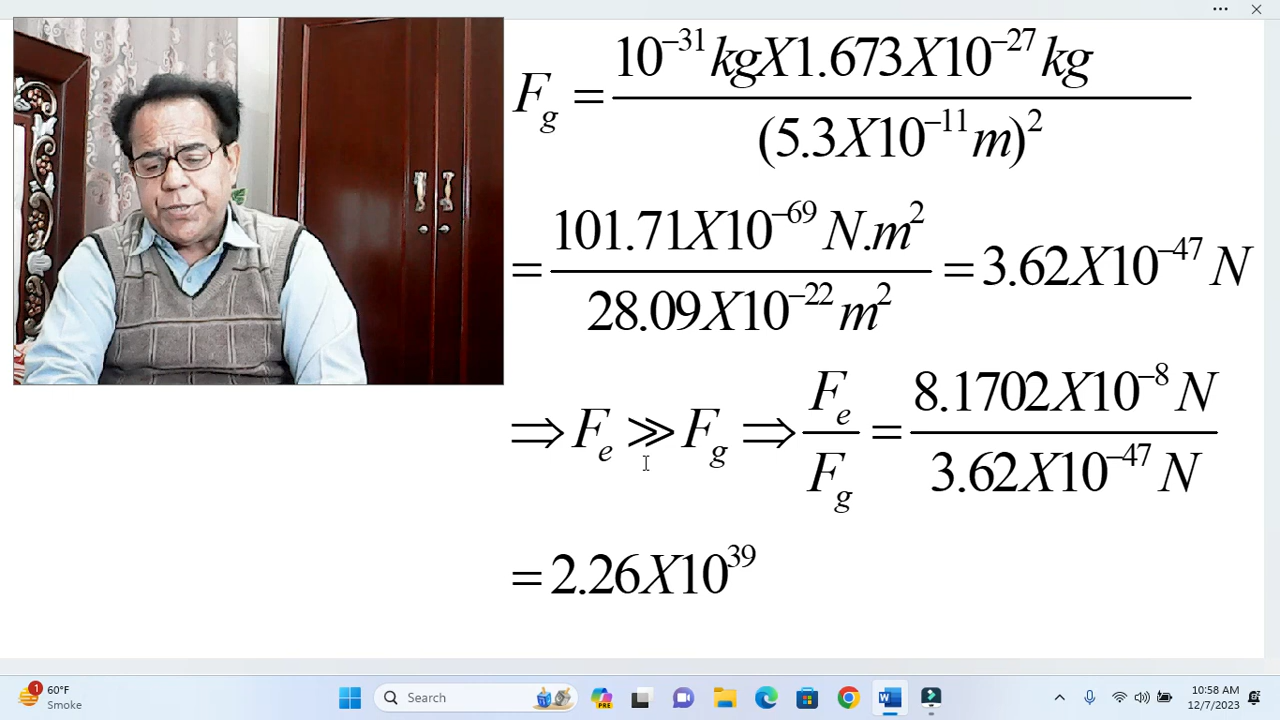 F_g = 10^{-31} kgX1.673X10^{-27} kg / (5.3X10^{-11} m)^2
= 101.71X10^{-69} N.m^2 / 28.09X10^{-22} m^2 = 3.62X10^{-47} N
⇒ F_e ≫ F_g ⇒ F_e / F_g = 8.1702X10^{-8} N / 3.62X10^{-47} N
= 2.26X10^{39}
1
60°F
Smoke
Search
PRE
10:58 AM
12/7/2023